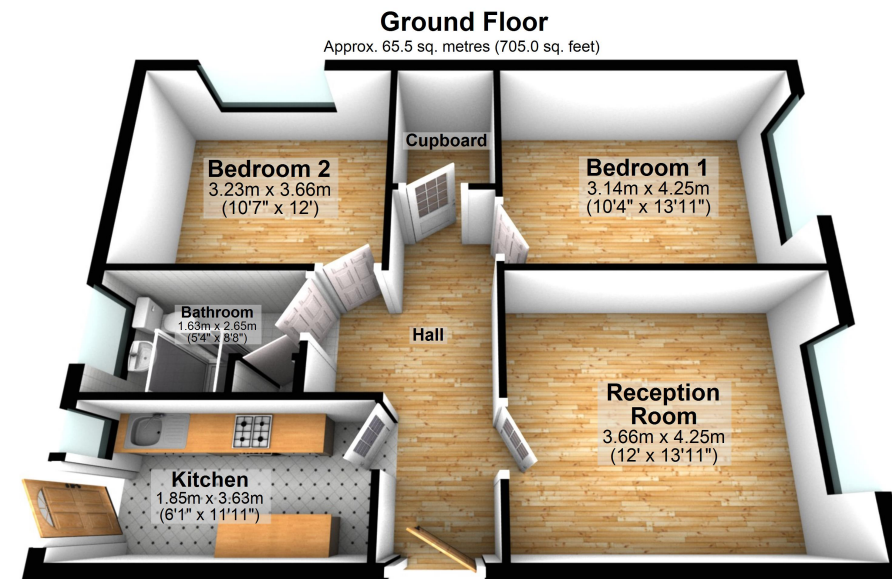 Ground Floor
Approx. 65.5 sq. metres (705.0 sq. feet)
Cupboard
Bedroom 2
3.23m x 3.66m
(10'7" x 12')
Bedroom 1
3.14m x 4.25m
(10'4" x 13'11")
Bathroom
1.63m x 2.65m
(5'4" x 8'8")
Hall
Reception
Room
3.66m x 4.25m
(12' x 13'11")
Kitchen
1.85m x 3.63m
(6'1" x 11'11")